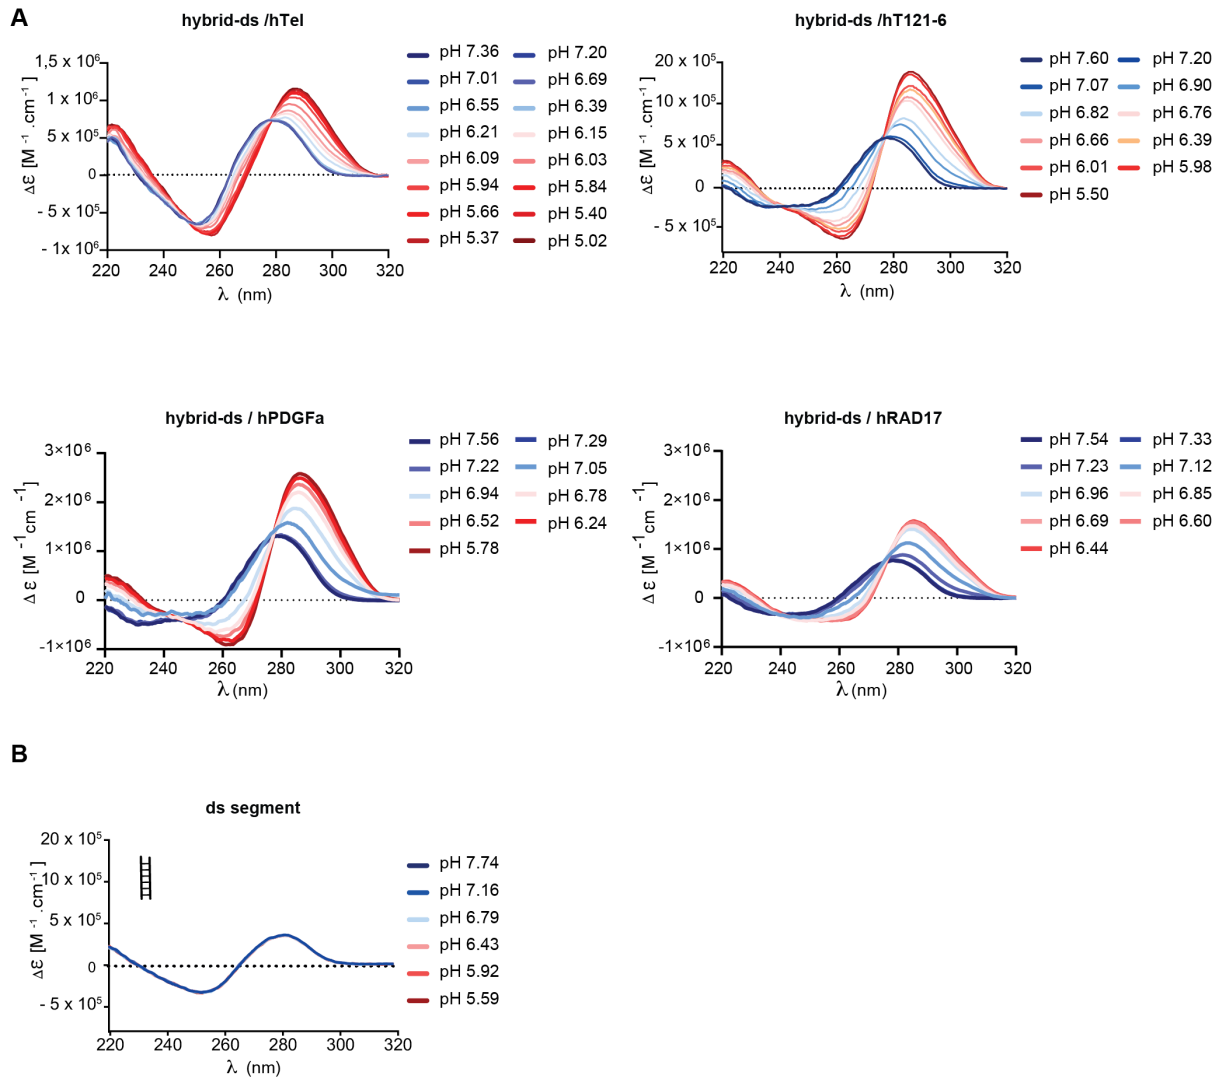 A
hybrid-ds /hTel
1,5 x 10⁶
1 x 10⁶
5 x 10⁵
0
- 5 x 10⁵
- 1x 10⁶
Δε [M ⁻¹ .cm⁻¹ ]
220 240 260 280 300 320
λ (nm)
pH 7.36 pH 7.20
pH 7.01 pH 6.69
pH 6.55 pH 6.39
pH 6.21 pH 6.15
pH 6.09 pH 6.03
pH 5.94 pH 5.84
pH 5.66 pH 5.40
pH 5.37 pH 5.02
hybrid-ds /hT121-6
20 x 10⁵
10 x 10⁵
5 x 10⁵
0
- 5 x 10⁵
Δε [M ⁻¹ .cm⁻¹ ]
220 240 260 280 300 320
λ (nm)
pH 7.60 pH 7.20
pH 7.07 pH 6.90
pH 6.82 pH 6.76
pH 6.66 pH 6.39
pH 6.01 pH 5.98
pH 5.50
hybrid-ds / hPDGFa
3×10⁶
2×10⁶
1×10⁶
0
-1×10⁶
Δ ε [M ⁻¹cm ⁻¹]
220 240 260 280 300 320
λ (nm)
pH 7.56 pH 7.29
pH 7.22 pH 7.05
pH 6.94 pH 6.78
pH 6.52 pH 6.24
pH 5.78
hybrid-ds / hRAD17
3×10⁶
2×10⁶
1×10⁶
0
-1×10⁶
Δ ε [M ⁻¹cm ⁻¹]
220 240 260 280 300 320
λ (nm)
pH 7.54 pH 7.33
pH 7.23 pH 7.12
pH 6.96 pH 6.85
pH 6.69 pH 6.60
pH 6.44
B
ds segment
20 x 10⁵
10 x 10⁵
5 x 10⁵
0
- 5 x 10⁵
Δε [M ⁻¹ .cm⁻¹ ]
220 240 260 280 300 320
λ (nm)
pH 7.74
pH 7.16
pH 6.79
pH 6.43
pH 5.92
pH 5.59